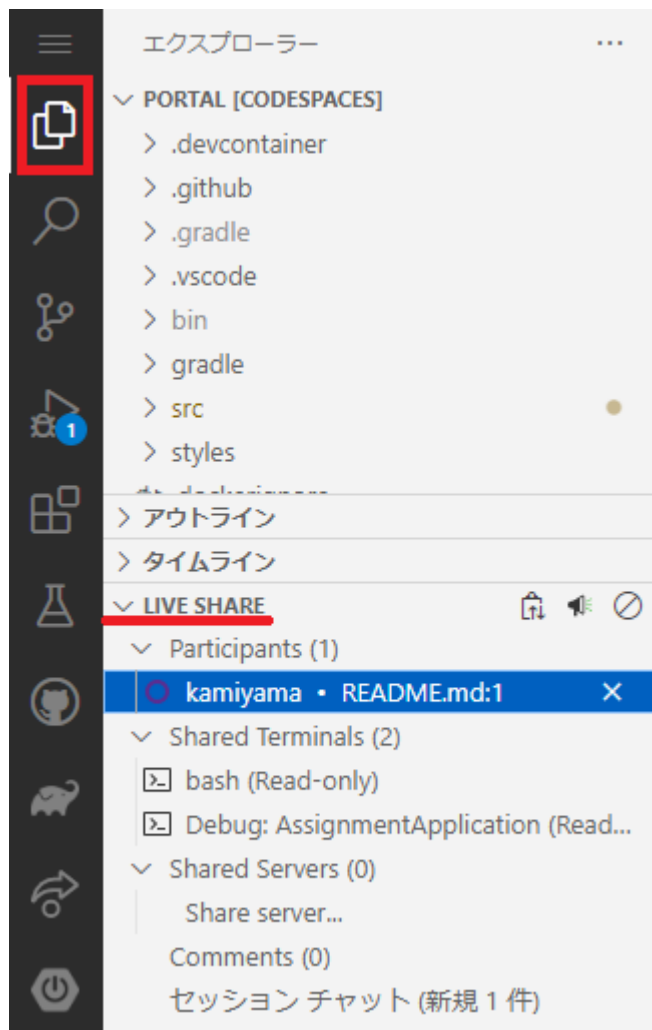 エクスプローラー
PORTAL [CODESPACES]
.devcontainer
.github
.gradle
.vscode
bin
gradle
src
styles
アウトライン
タイムライン
LIVE SHARE
Participants (1)
kamiyama • README.md:1
Shared Terminals (2)
bash (Read-only)
Debug: AssignmentApplication (Read...
Shared Servers (0)
Share server...
Comments (0)
セッション チャット (新規 1 件)
1